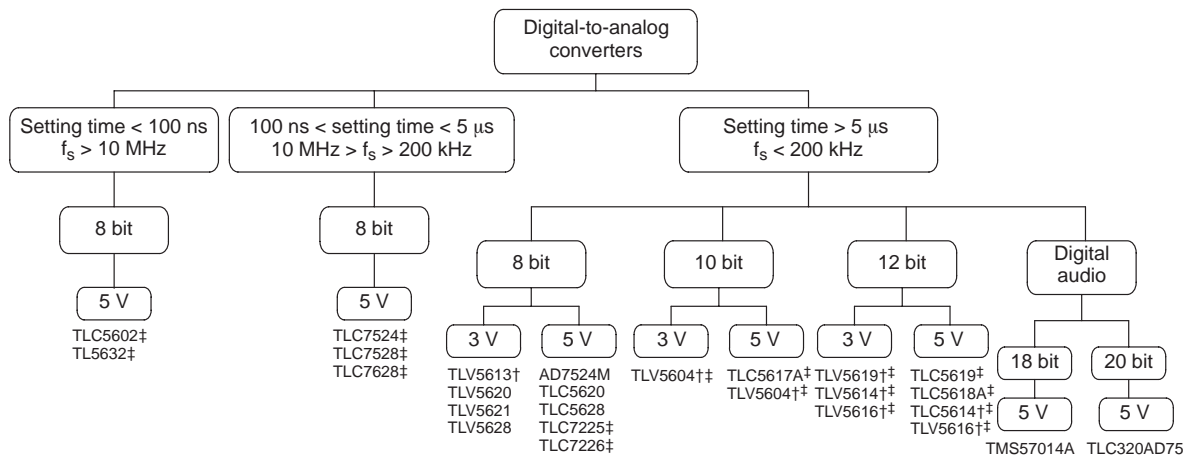 Digital-to-analog
converters
Setting time < 100 ns
fs > 10 MHz
100 ns < setting time < 5 μs
10 MHz > fs > 200 kHz
Setting time > 5 μs
fs < 200 kHz
8 bit
5 V
TLC5602‡
TL5632‡
8 bit
5 V
TLC7524‡
TLC7528‡
TLC7628‡
8 bit
3 V
TLV5613†
TLV5620
TLV5621
TLV5628
5 V
AD7524M
TLC5620
TLC5628
TLC7225‡
TLC7226‡
10 bit
3 V
TLV5604†‡
5 V
TLC5617A‡
TLV5604†‡
12 bit
3 V
TLV5619†‡
TLV5614†‡
TLV5616†‡
5 V
TLC5619‡
TLC5618A‡
TLC5614†‡
TLV5616†‡
Digital
audio
18 bit
5 V
TMS57014A
20 bit
5 V
TLC320AD75